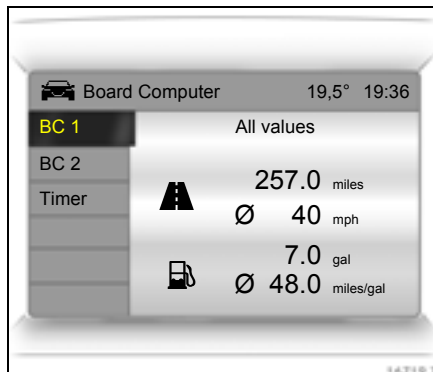 Board Computer 19,5° 19:36
BC 1
All values
BC 2
Timer
257.0 miles
Ø 40 mph
7.0 gal
Ø 48.0 miles/gal